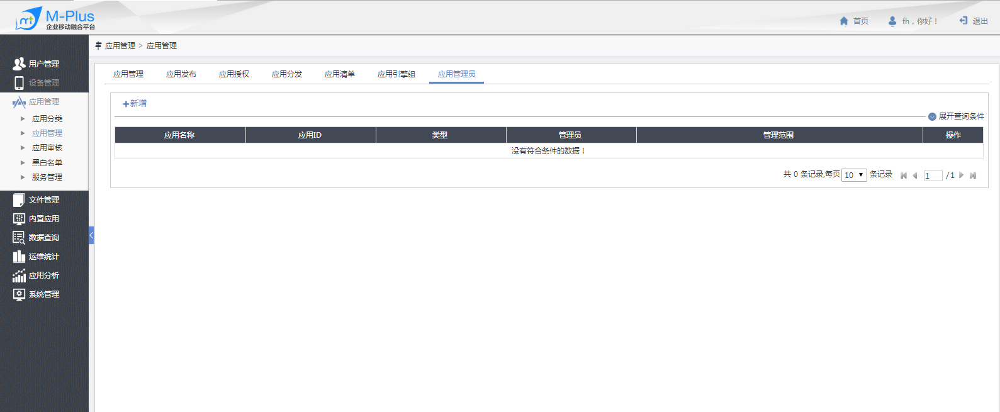 M-Plus
企业移动融合平台
首页 fh，你好！ 退出
应用管理 > 应用管理
用户管理
设备管理
应用管理
应用分类
应用管理
应用审核
黑白名单
服务管理
文件管理
内置应用
数据查询
运维统计
应用分析
系统管理
应用管理 应用发布 应用授权 应用分发 应用清单 应用引擎组 应用管理员
新增
展开查询条件
应用名称 应用ID 类型 管理员 管理范围 操作
没有符合条件的数据！
共 0 条记录,每页 10 条记录 1 /1